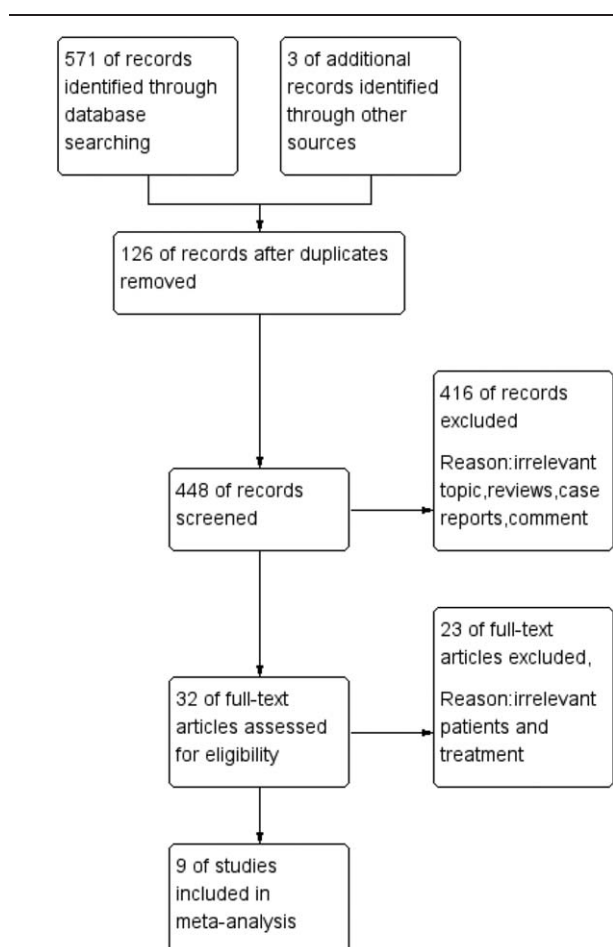 571 of records
identified through
database
searching
3 of additional
records identified
through other
sources
126 of records after duplicates
removed
416 of records
excluded
Reason:irrelevant
topic,reviews,case
reports,comment
448 of records
screened
23 of full-text
articles excluded,
Reason:irrelevant
patients and
treatment
32 of full-text
articles assessed
for eligibility
9 of studies
included in
meta-analysis